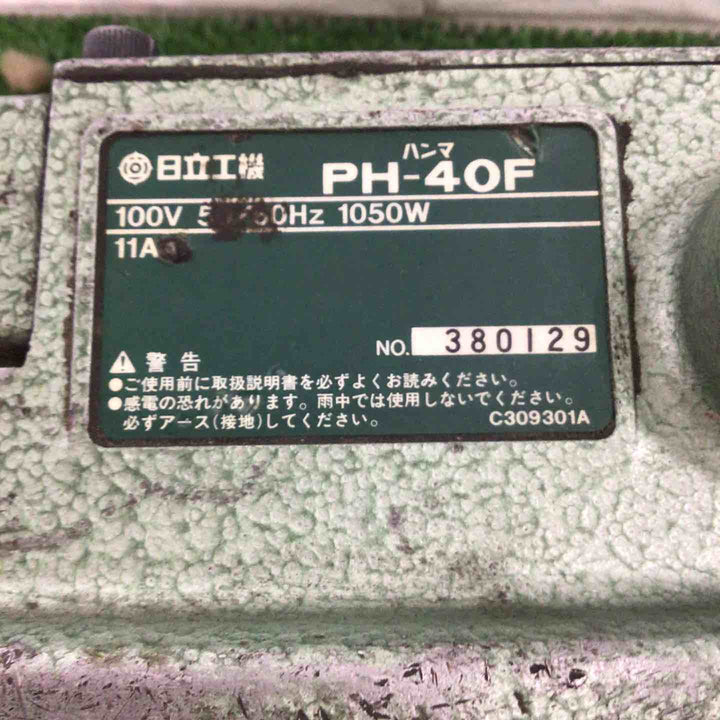 日立工機
ハンマ
PH-40F
100V 50Hz 1050W
11A
NO. 380129
警告
●ご使用前に取扱説明書を必ずよくお読みください。
●感電の恐れがあります。雨中では使用しないでください。
必ずアース(接地)してください。
C309301A